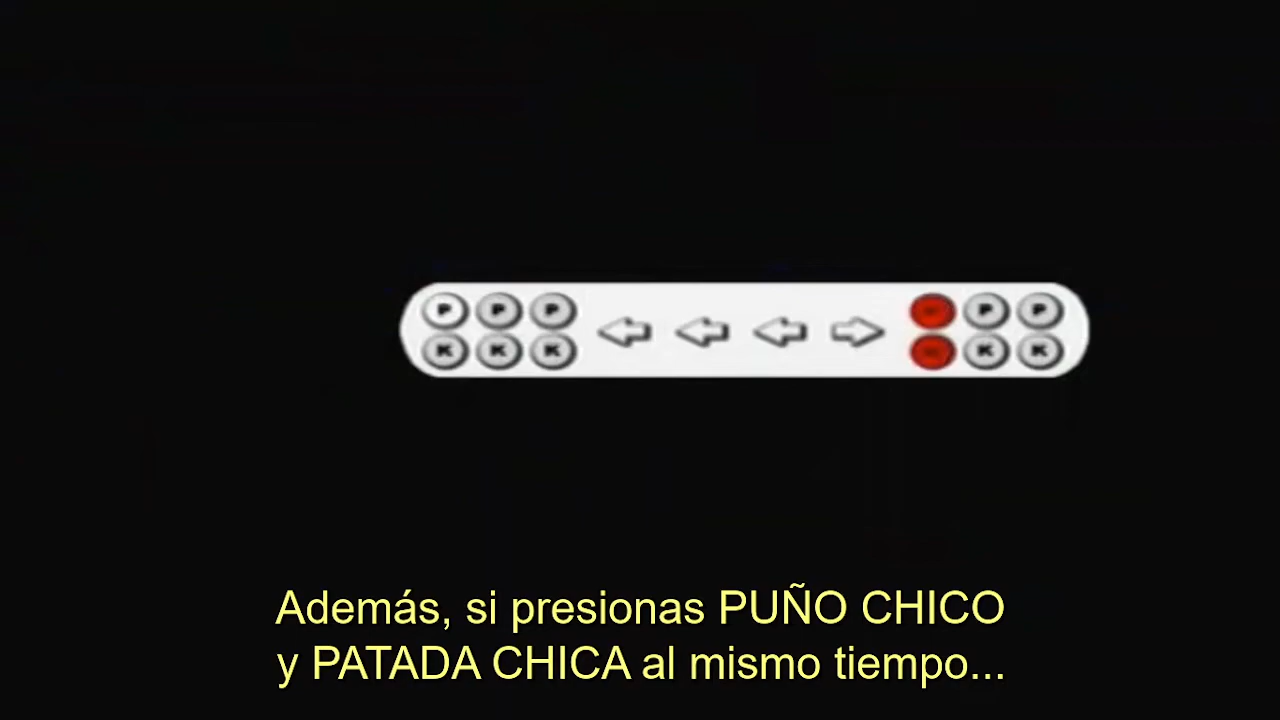 P P P P P
K K K K K
Además, si presionas PUÑO CHICO
y PATADA CHICA al mismo tiempo...